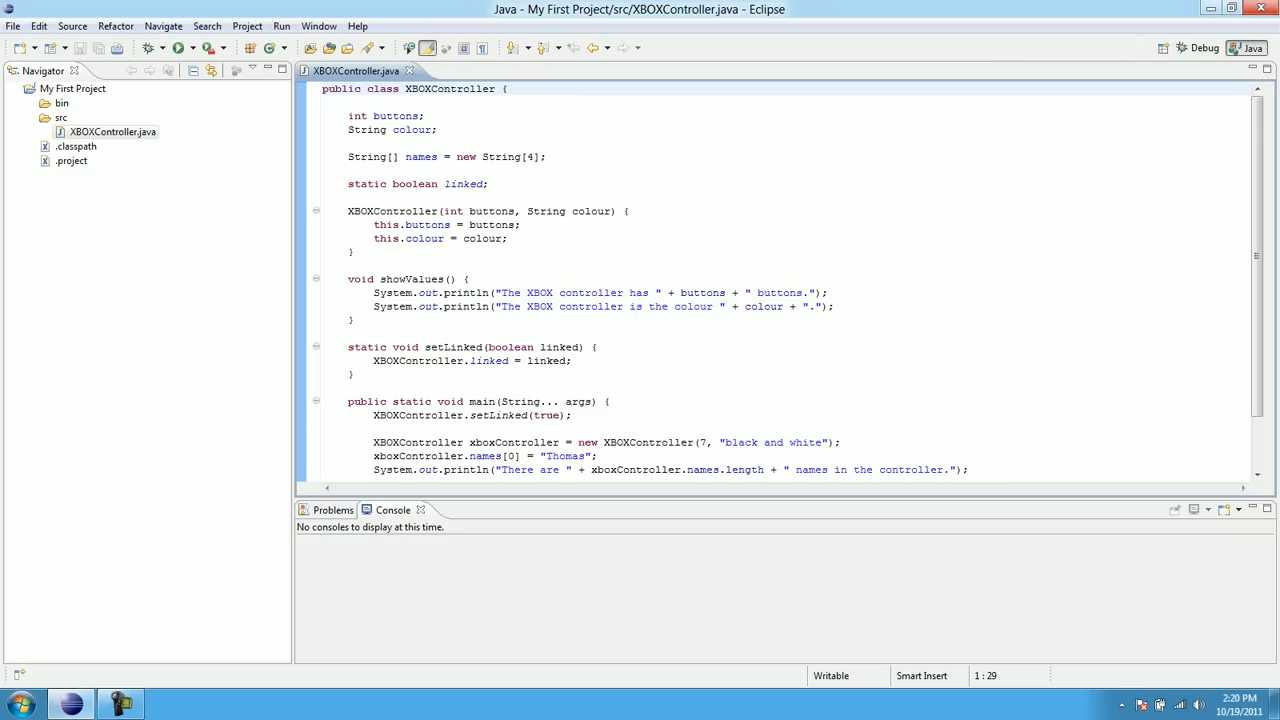 Java - My First Project/src/XBOXController.java - Eclipse
File Edit Source Refactor Navigate Search Project Run Window Help
Debug Java
Navigator
My First Project
bin
src
XBOXController.java
.classpath
.project
XBOXController.java
public class XBOXController {
int buttons;
String colour;
String[] names = new String[4];
static boolean linked;
XBOXController(int buttons, String colour) {
this.buttons = buttons;
this.colour = colour;
}
void showValues() {
System.out.println("The XBOX controller has " + buttons + " buttons.");
System.out.println("The XBOX controller is the colour " + colour + ".");
}
static void setLinked(boolean linked) {
XBOXController.linked = linked;
}
public static void main(String... args) {
XBOXController.setLinked(true);
XBOXController xboxController = new XBOXController(7, "black and white");
xboxController.names[0] = "Thomas";
System.out.println("There are " + xboxController.names.length + " names in the controller.");
Problems Console
No consoles to display at this time.
Writable Smart Insert 1 : 29
2:20 PM
10/19/2011